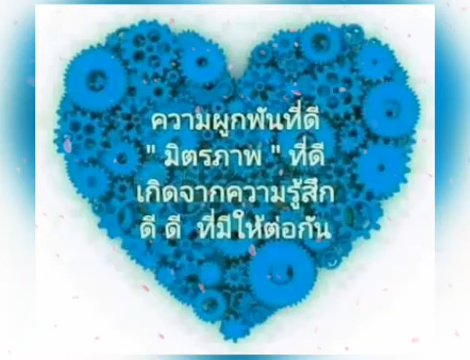 ความผูกพันที่ดี
" มิตรภาพ " ที่ดี
เกิดจากความรู้สึก
ดี ดี ที่มีให้ต่อกัน